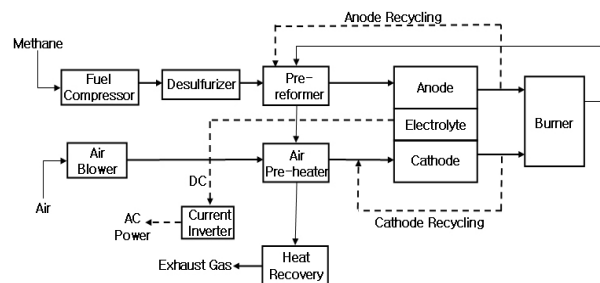 Anode Recycling
Methane
Fuel
Compressor
Desulfurizer
Pre-
reformer
Anode
Electrolyte
Cathode
Burner
Air
Blower
Air
Pre-heater
DC
Air
AC
Power
Current
Inverter
Cathode Recycling
Exhaust Gas
Heat
Recovery